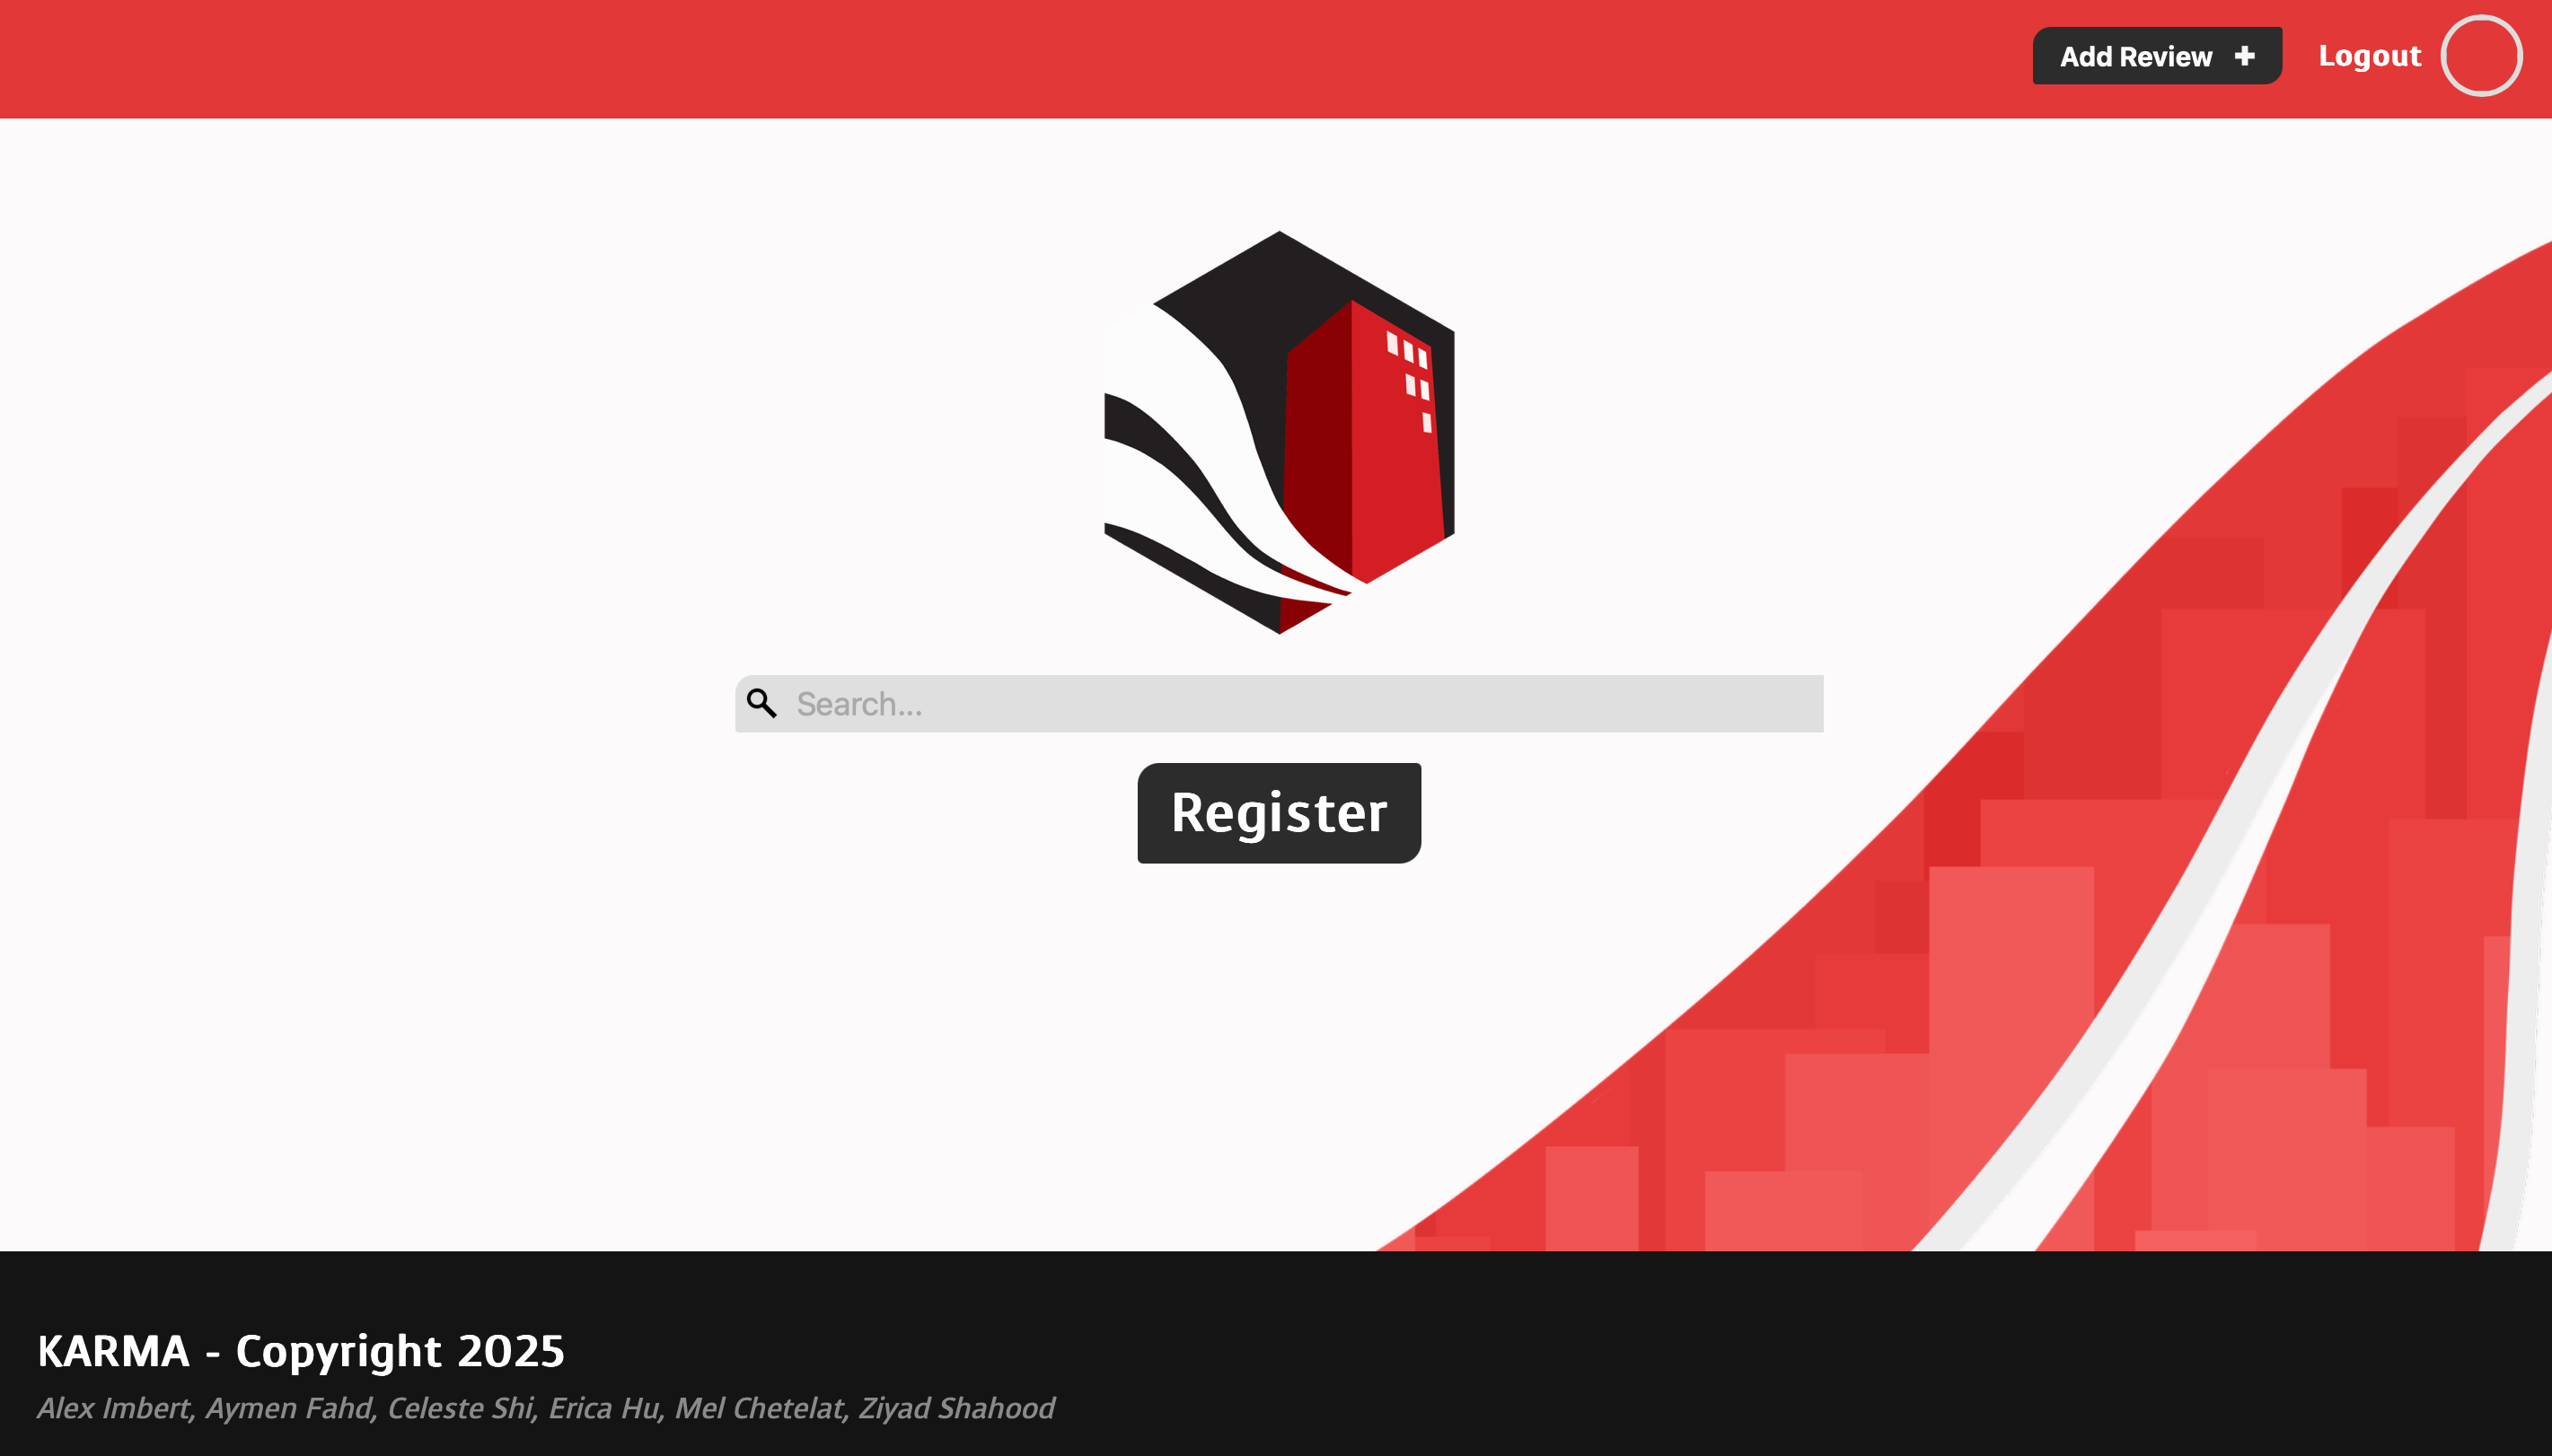 Add Review +
Logout
Search...
Register
KARMA - Copyright 2025
Alex Imbert, Aymen Fahd, Celeste Shi, Erica Hu, Mel Chetelat, Ziyad Shahood